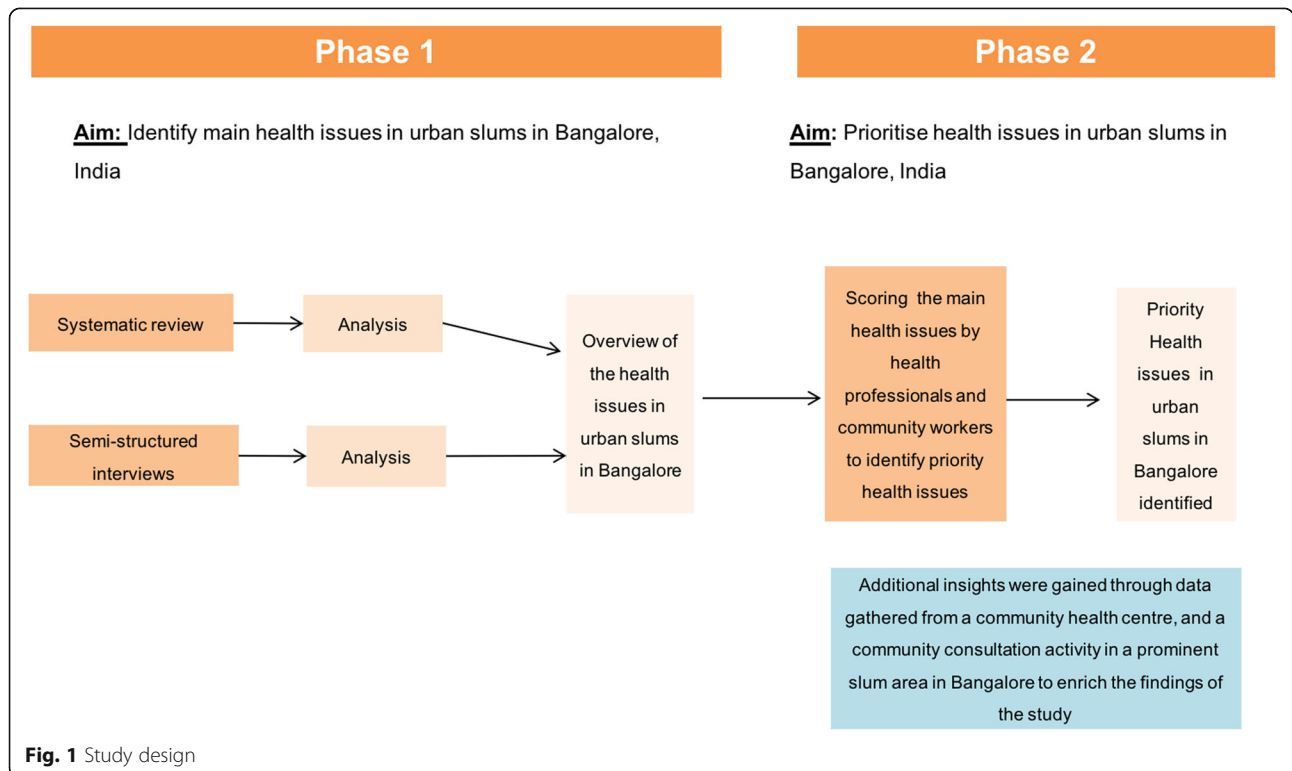 Phase 1
Phase 2
Aim: Identify main health issues in urban slums in Bangalore,
India
Aim: Prioritise health issues in urban slums in
Bangalore, India
Systematic review
Analysis
Semi-structured
interviews
Analysis
Overview of
the health
issues in
urban slums
in Bangalore
Scoring the main
health issues by
health
professionals and
community workers
to identify priority
health issues
Priority
Health
issues in
urban
slums in
Bangalore
identified
Additional insights were gained through data
gathered from a community health centre, and a
community consultation activity in a prominent
slum area in Bangalore to enrich the findings of
the study
Fig. 1 Study design